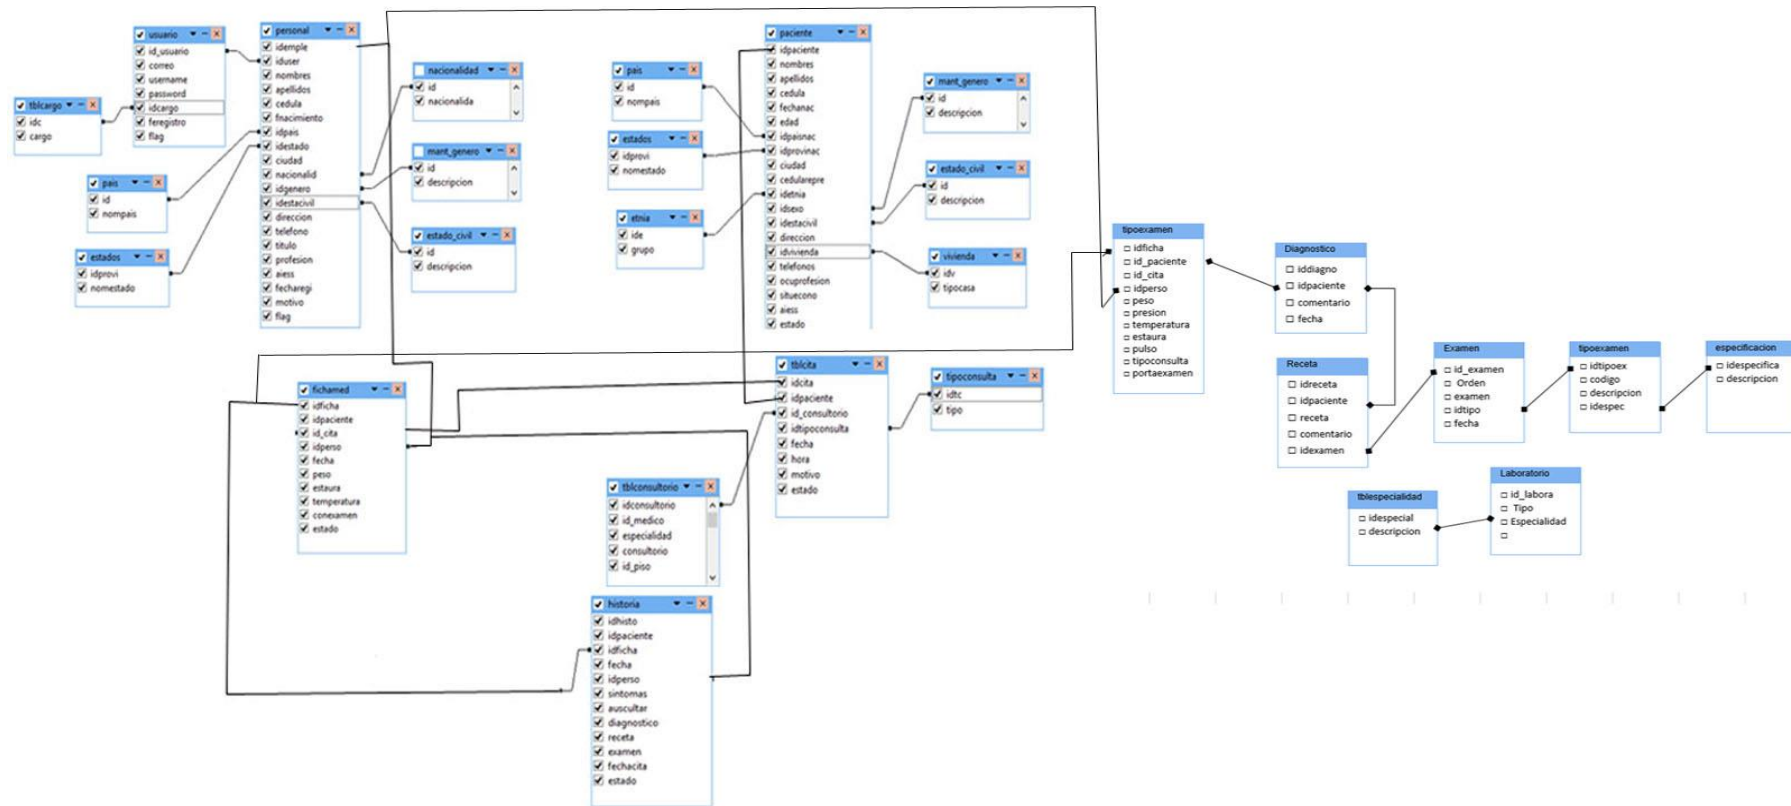 usuario
id_usuario
correo
username
password
idcargo
feregistro
flag
tblcargo
idc
cargo
pais
id
nompais
estados
idprovi
nomestado
personal
idemple
iduser
nombres
apellidos
cedula
fnacimiento
idpais
idestado
ciudad
nacionalid
idgenero
idestacivil
direccion
telefono
titulo
profesion
aiess
fecharegi
motivo
flag
nacionalidad
id
nacionalida
mant_genero
id
descripcion
estado_civil
id
descripcion
pais
id
nompais
estados
idprovi
nomestado
etnia
ide
grupo
paciente
idpaciente
nombres
apellidos
cedula
fechanac
edad
idpaisnac
idprovinac
ciudad
cedularepre
idetnia
idsexo
idestacivil
direccion
idvivienda
telefonos
ocuprofesion
situecono
aiess
estado
mant_genero
id
descripcion
estado_civil
id
descripcion
vivienda
idv
tipocasa
fichamed
idficha
idpaciente
id_cita
idperso
fecha
peso
estaura
temperatura
conexamen
estado
tblcita
idcita
idpaciente
id_consultorio
idtipoconsulta
fecha
hora
motivo
estado
tipoconsulta
idtc
tipo
tblconsultorio
idconsultorio
id_medico
especialidad
consultorio
id_piso
historia
idhisto
idpaciente
idficha
fecha
idperso
sintomas
auscultar
diagnostico
receta
examen
fechacita
estado
tipoexamen
idficha
id_paciente
id_cita
idperso
peso
presion
temperatura
estaura
pulso
tipoconsulta
portaexamen
Diagnostico
iddiagno
idpaciente
comentario
fecha
Receta
idreceta
idpaciente
receta
comentario
idexamen
Examen
id_examen
Orden
examen
idtipo
fecha
tipoexamen
idtipoex
codigo
descripcion
idespec
especificacion
idespecifica
descripcion
tblespecialidad
idespecial
descripcion
Laboratorio
id_labora
Tipo
Especialidad